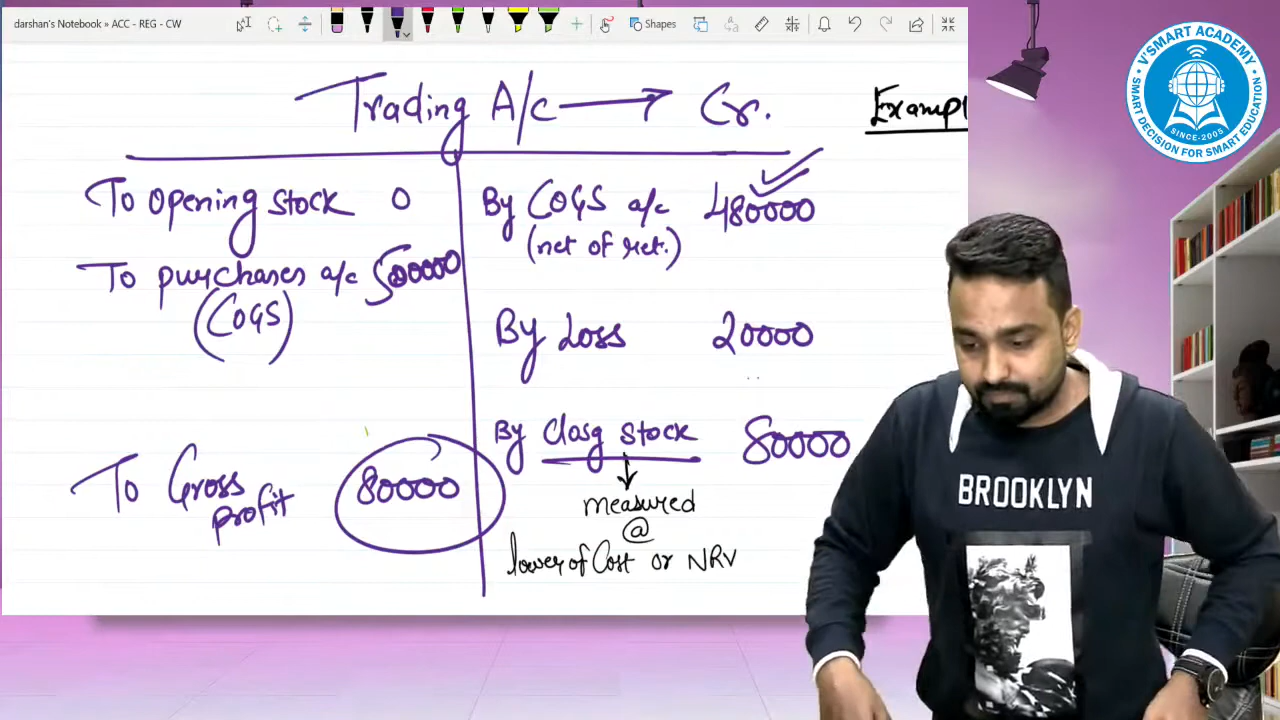 darshan's Notebook » ACC - REG - CW
Shapes
Trading A/c → Cr.
Exampl
To opening stock 0
By COGS a/c 480000
(net of ret.)
To purchases a/c 500000
(COGS)
By Loss 20000
By closg stock 80000
To Gross profit 80000
measured
@
lower of Cost or NRV
V'SMART ACADEMY
SINCE-2005
SMART DECISION FOR SMART EDUCATION
BROOKLYN